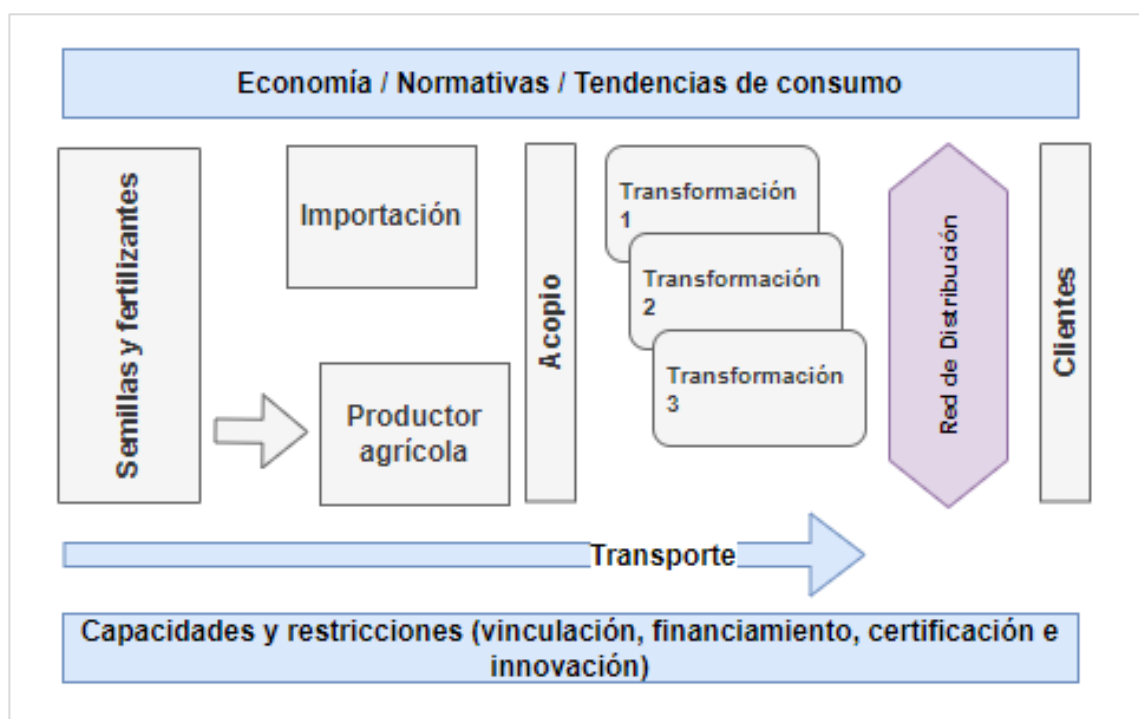 Economía / Normativas / Tendencias de consumo
Semillas y fertilizantes
Importación
Productor
agrícola
Acopio
Transformación
1
Transformación
2
Transformación
3
Red de Distribución
Clientes
Transporte
Capacidades y restricciones (vinculación, financiamiento, certificación e
innovación)